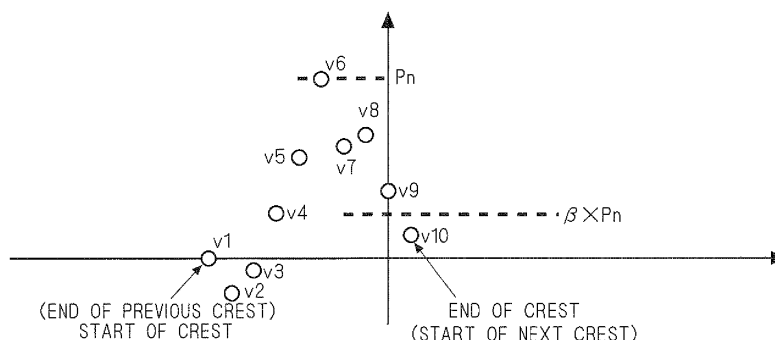 v6
Pn
v8
v5
v7
v9
v4
β×Pn
v1
v10
v3
v2
(END OF PREVIOUS CREST)
START OF CREST
END OF CREST
(START OF NEXT CREST)